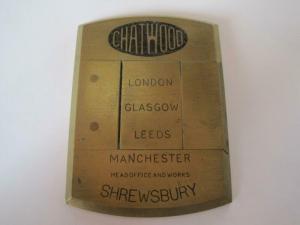 CHATWOOD
LONDON
GLASGOW
LEEDS
MANCHESTER
HEAD OFFICE AND WORKS
SHREWSBURY